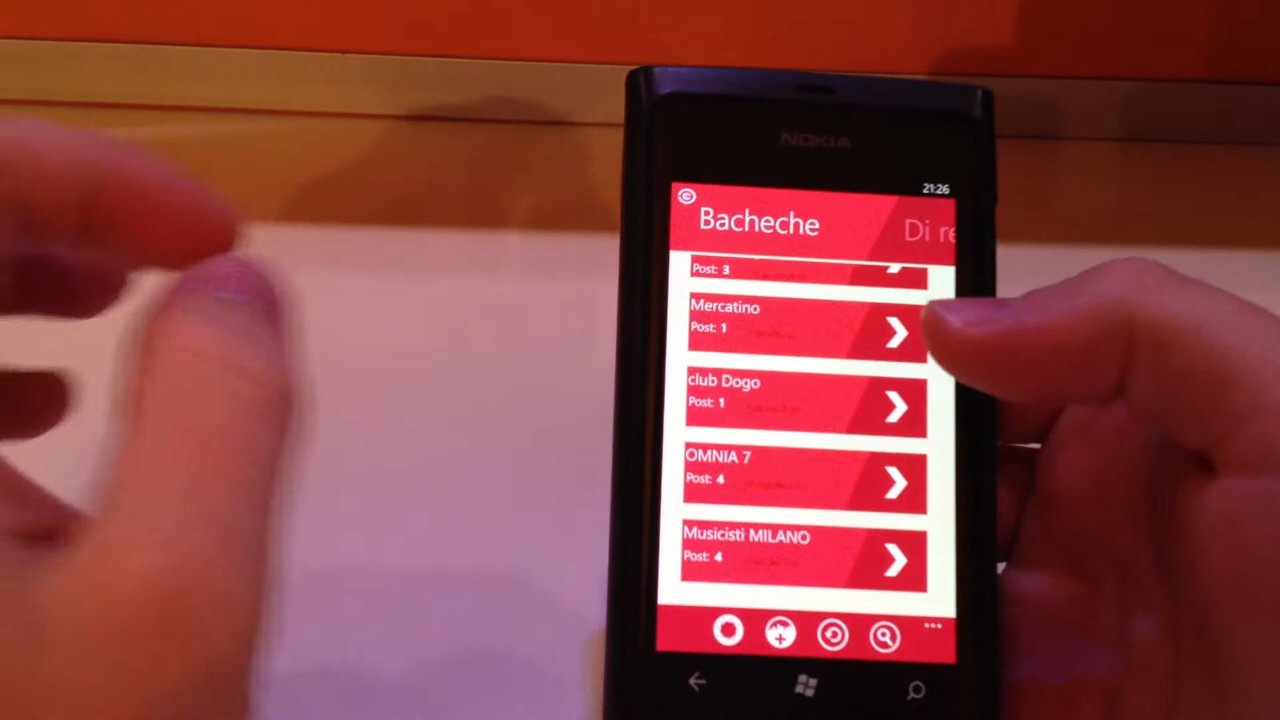 NOKIA
21:26
Bacheche
Di re
Post: 3
Mercatino
Post: 1
club Dogo
Post: 1
OMNIA 7
Post: 4
Musicisti MILANO
Post: 4